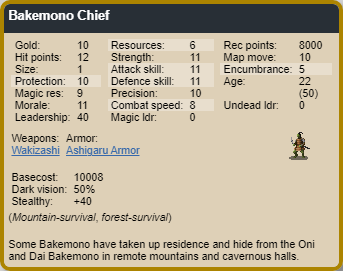 Bakemono Chief
Gold: 10 Resources: 6 Rec points: 8000
Hit points: 12 Strength: 11 Map move: 10
Size: 1 Attack skill: 11 Encumbrance: 5
Protection: 10 Defence skill: 11 Age: 22
Magic res: 9 Precision: 10 (50)
Morale: 11 Combat speed: 8 Undead ldr: 0
Leadership: 40 Magic ldr: 0
Weapons: Armor:
Wakizashi Ashigaru Armor
Basecost: 10008
Dark vision: 50%
Stealthy: +40
(Mountain-survival, forest-survival)
Some Bakemono have taken up residence and hide from the Oni
and Dai Bakemono in remote mountains and cavernous halls.